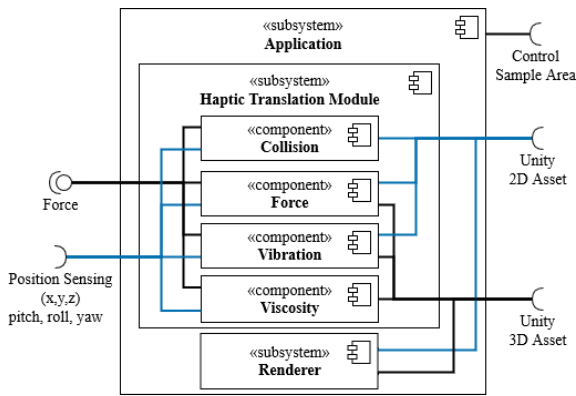 «subsystem»
Application
Control
Sample Area
«subsystem»
Haptic Translation Module
«component»
Collision
Unity
2D Asset
«component»
Force
Force
«component»
Vibration
Position Sensing
(x,y,z)
pitch, roll, yaw
«component»
Viscosity
Unity
3D Asset
«subsystem»
Renderer